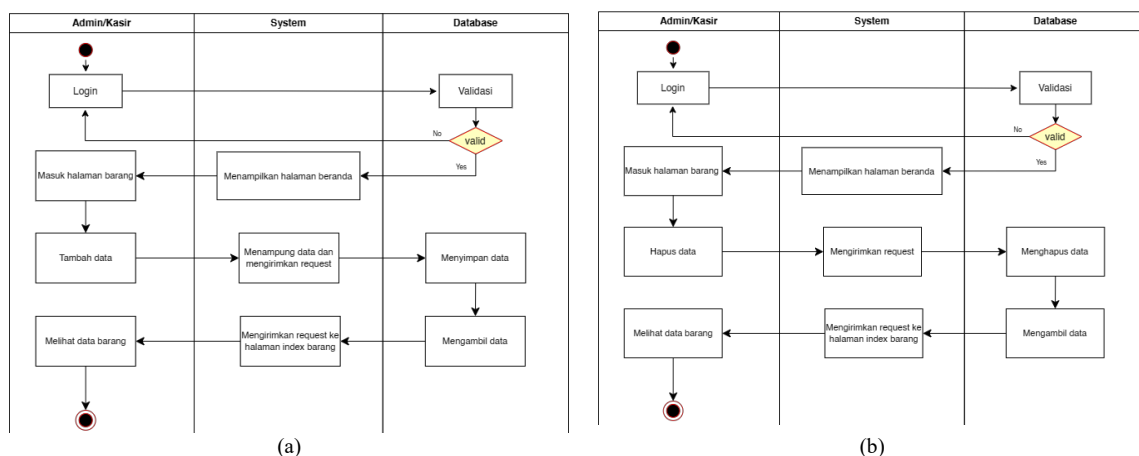 Admin/Kasir
System
Database
Login
Validasi
No
valid
Yes
Masuk halaman barang
Menampilkan halaman beranda
Tambah data
Menampung data dan
mengirimkan request
Menyimpan data
Melihat data barang
Mengirimkan request ke
halaman index barang
Mengambil data
(a)
Admin/Kasir
System
Database
Login
Validasi
No
valid
Yes
Masuk halaman barang
Menampilkan halaman beranda
Hapus data
Mengirimkan request
Menghapus data
Melihat data barang
Mengirimkan request ke
halaman index barang
Mengambil data
(b)